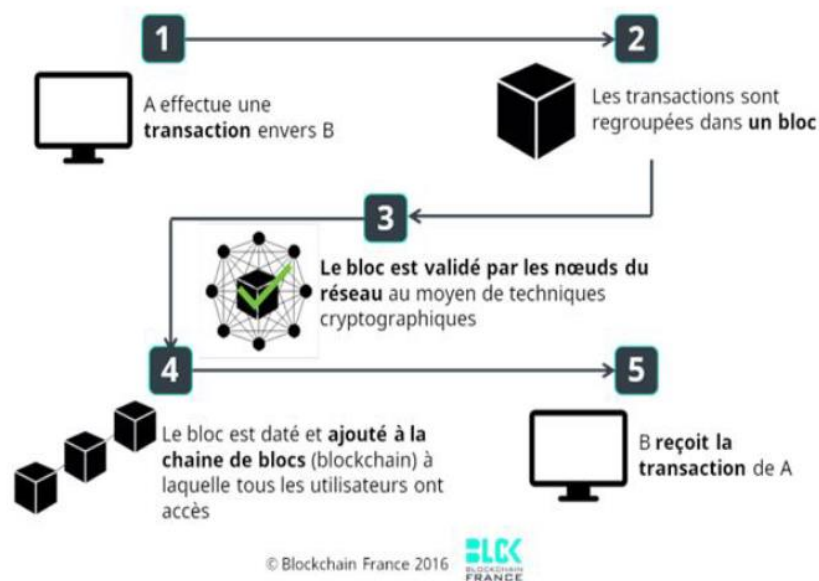 1
2
A effectue une
transaction envers B
Les transactions sont
regroupées dans un bloc
3
Le bloc est validé par les nœuds du
réseau au moyen de techniques
cryptographiques
4
5
Le bloc est daté et ajouté à la
chaine de blocs (blockchain) à
laquelle tous les utilisateurs ont
accès
B reçoit la
transaction de A
© Blockchain France 2016
BLCK
BLOCKCHAIN
FRANCE